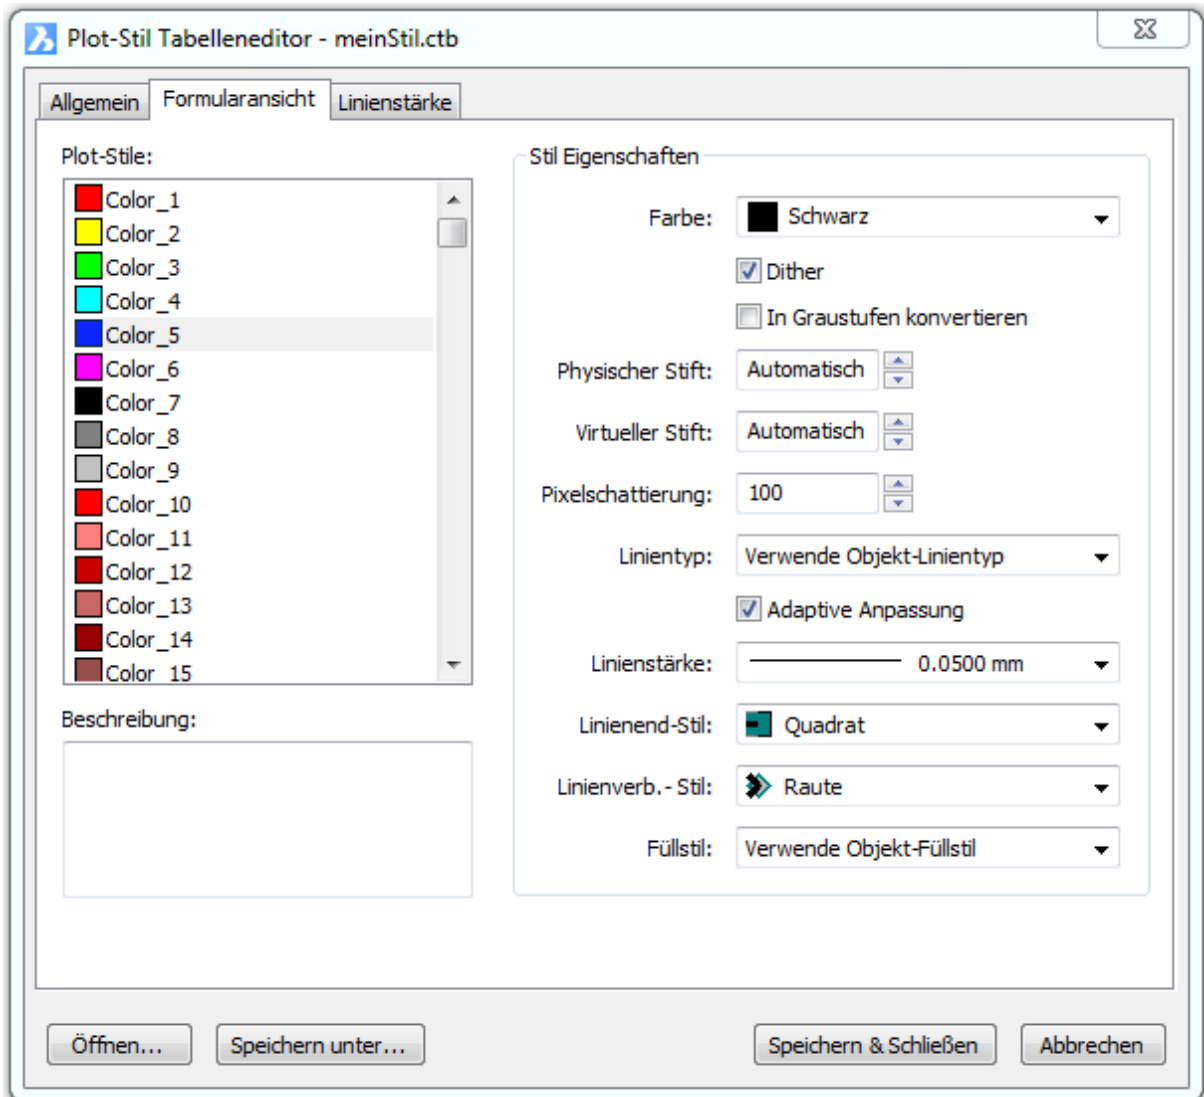 Plot-Stil Tabelleneditor - meinStil.ctb
Allgemein Formularansicht Linienstärke
Plot-Stile:
Color_1
Color_2
Color_3
Color_4
Color_5
Color_6
Color_7
Color_8
Color_9
Color_10
Color_11
Color_12
Color_13
Color_14
Color_15
Beschreibung:
Stil Eigenschaften
Farbe: Schwarz
Dither
In Graustufen konvertieren
Physischer Stift: Automatisch
Virtueller Stift: Automatisch
Pixelschattierung: 100
Linientyp: Verwende Objekt-Linientyp
Adaptive Anpassung
Linienstärke: 0.0500 mm
Linienend-Stil: Quadrat
Linienverb.- Stil: Raute
Füllstil: Verwende Objekt-Füllstil
Öffnen... Speichern unter... Speichern & Schließen Abbrechen